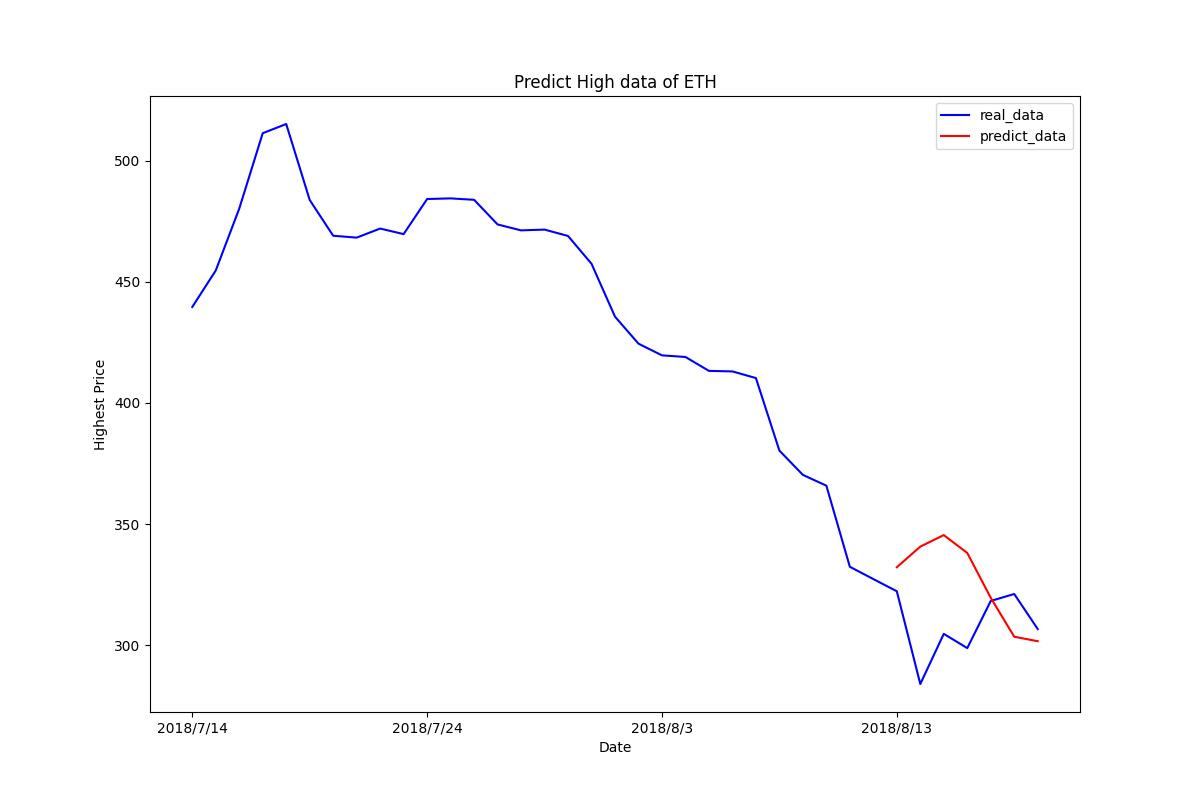 Predict High data of ETH
real_data
predict_data
500
450
400
350
300
Highest Price
2018/7/14
2018/7/24
2018/8/3
2018/8/13
Date